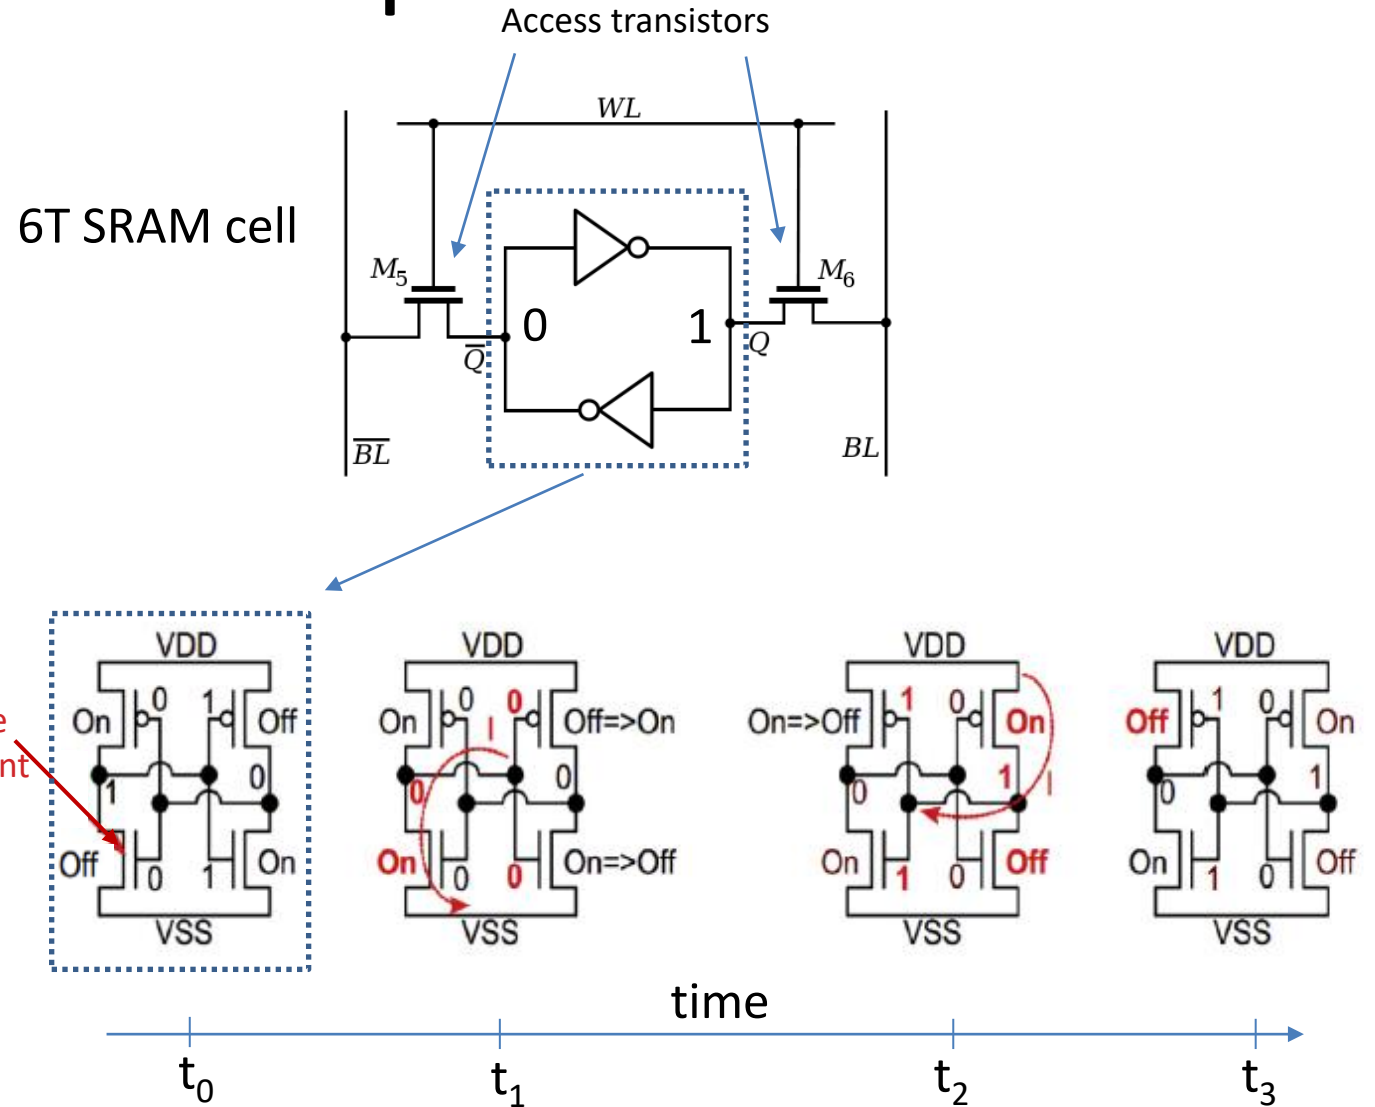 Access transistors
WL
6T SRAM cell
M5
M6
0
1
Q
Q
BL
BL
VDD
VDD
VDD
VDD
0 1
0 0
1 0
1 0
On
Off
On
Off=>On
On=>Off
On
Off
On
I
1
0
0
0
0
1
I
0
1
nt
Off
On
On
On=>Off
On
Off
On
Off
0 1
0 0
1 0
1 0
VSS
VSS
VSS
VSS
time
t0
t1
t2
t3